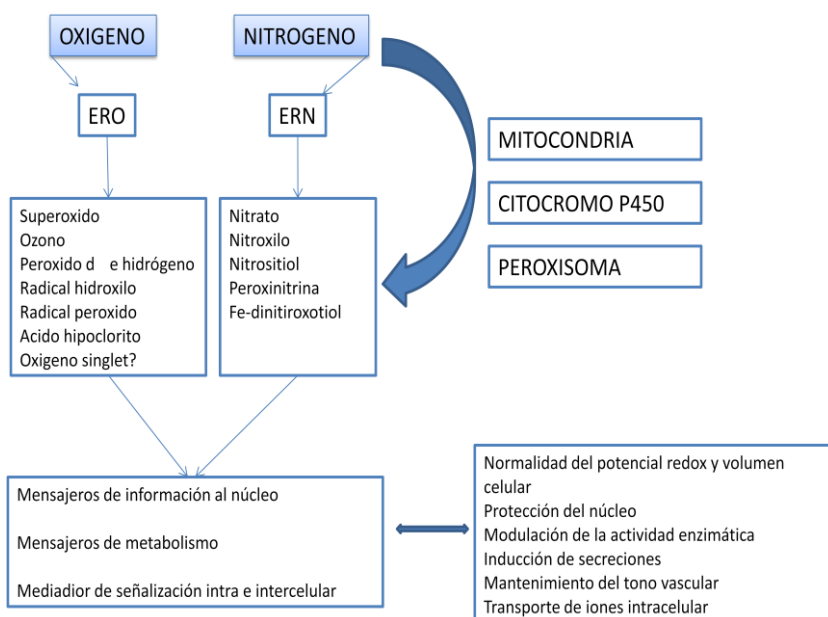 OXIGENO
NITROGENO
ERO
ERN
MITOCONDRIA
CITOCROMO P450
PEROXISOMA
Superoxido
Ozono
Peroxido d e hidrógeno
Radical hidroxilo
Radical peroxido
Acido hipoclorito
Oxigeno singlet?
Nitrato
Nitroxilo
Nitrositiol
Peroxinitrina
Fe-dinitiroxotiol
Mensajeros de información al núcleo
Mensajeros de metabolismo
Mediadior de señalización intra e intercelular
Normalidad del potencial redox y volumen
celular
Protección del núcleo
Modulación de la actividad enzimática
Inducción de secreciones
Mantenimiento del tono vascular
Transporte de iones intracelular